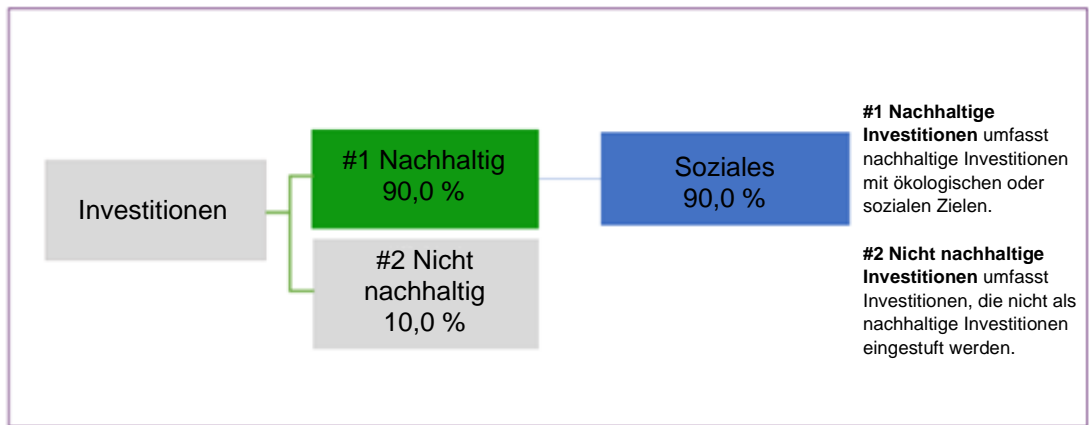 Investitionen
#1 Nachhaltig
90,0 %
#2 Nicht
nachhaltig
10,0 %
Soziales
90,0 %
#1 Nachhaltige
Investitionen umfasst
nachhaltige Investitionen
mit ökologischen oder
sozialen Zielen.
#2 Nicht nachhaltige
Investitionen umfasst
Investitionen, die nicht als
nachhaltige Investitionen
eingestuft werden.